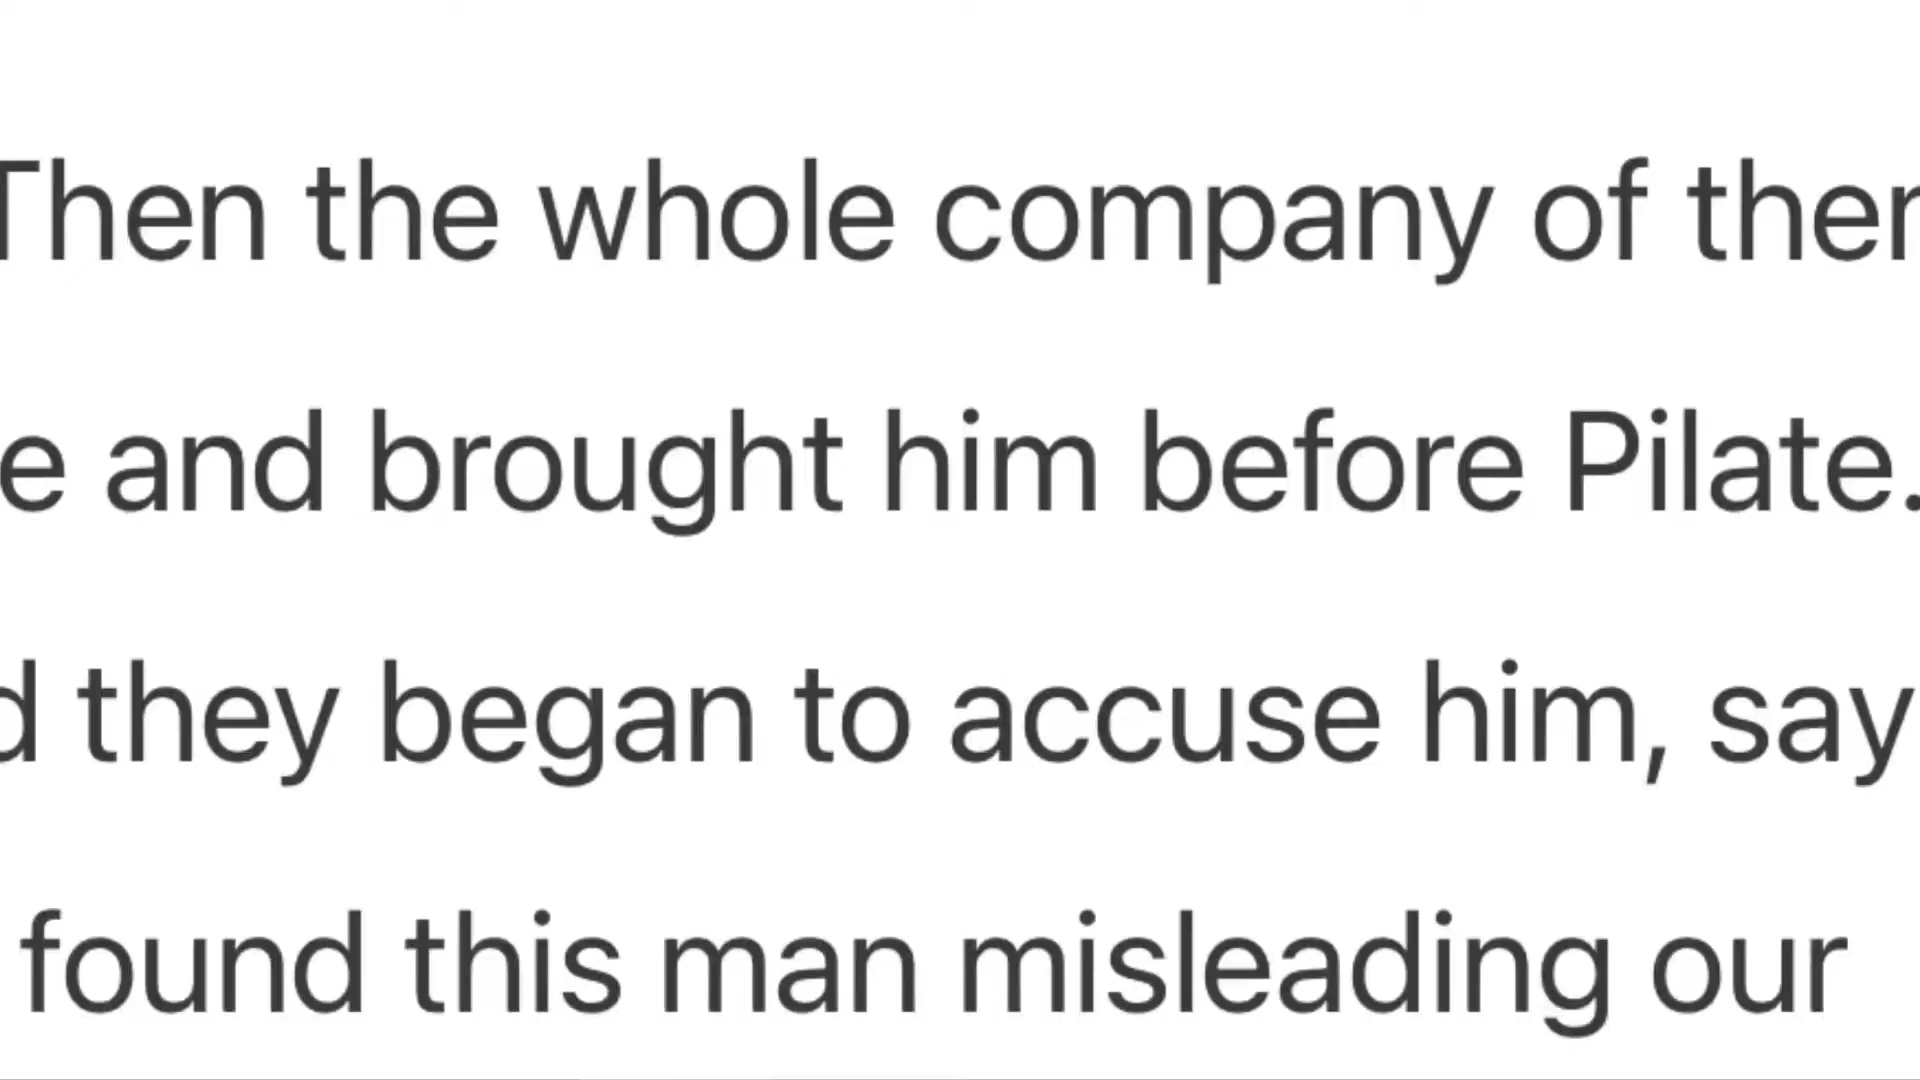 Then the whole company of ther
e and brought him before Pilate.
d they began to accuse him, say
found this man misleading our